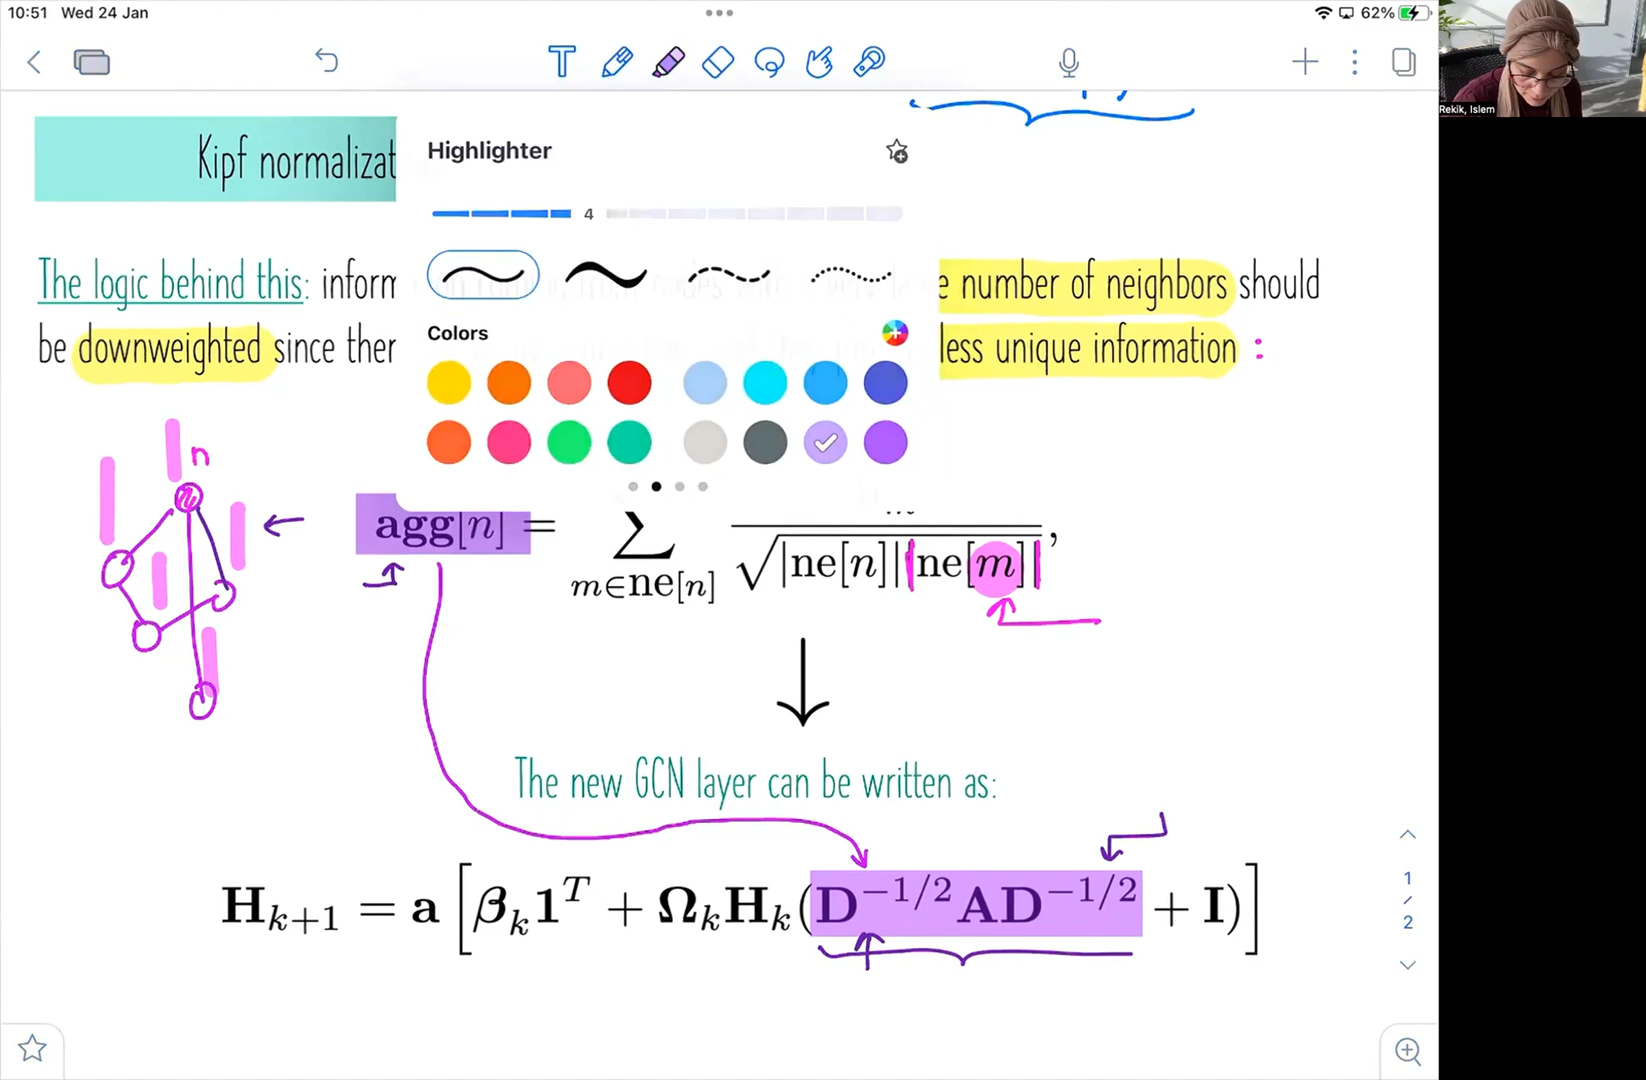 10:51 Wed 24 Jan
62%
Rekik, Islem
Kipf normalizat
Highlighter
4
The logic behind this: inform e number of neighbors should
be downweighted since ther less unique information :
Colors
n
agg[n] = ∑ m∈ne[n] / √|ne[n]||ne[m]| ,
The new GCN layer can be written as:
H_{k+1} = a [β_k 1^T + Ω_k H_k (D^{-1/2} A D^{-1/2} + I)]
1
/
2